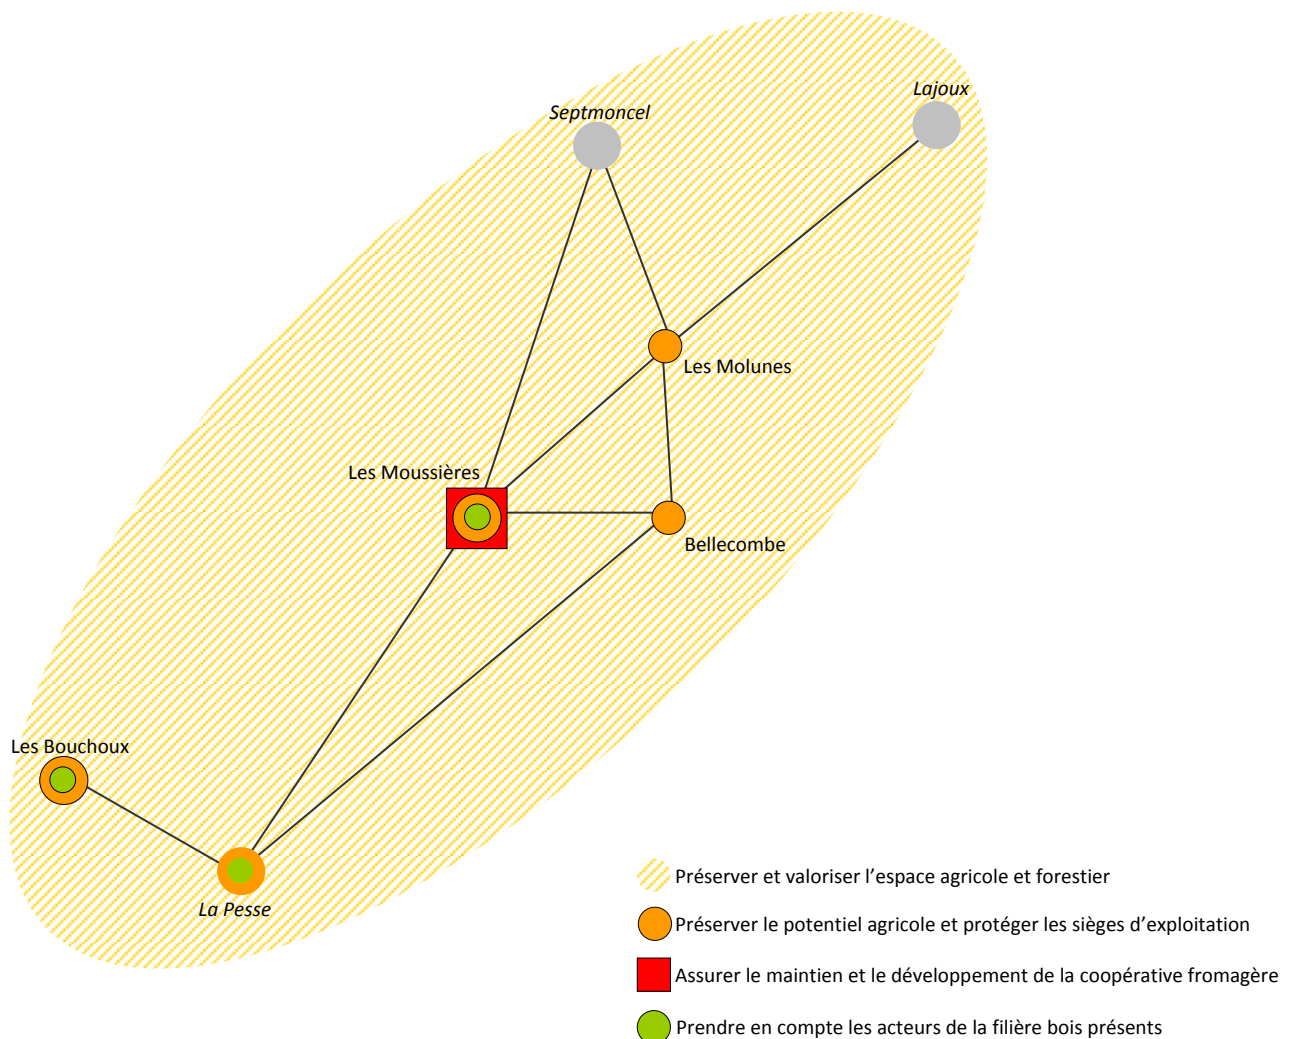 Lajoux
Septmoncel
Les Molunes
Les Moussières
Bellecombe
Les Bouchoux
La Pesse
Préserver et valoriser l'espace agricole et forestier
Préserver le potentiel agricole et protéger les sièges d'exploitation
Assurer le maintien et le développement de la coopérative fromagère
Prendre en compte les acteurs de la filière bois présents